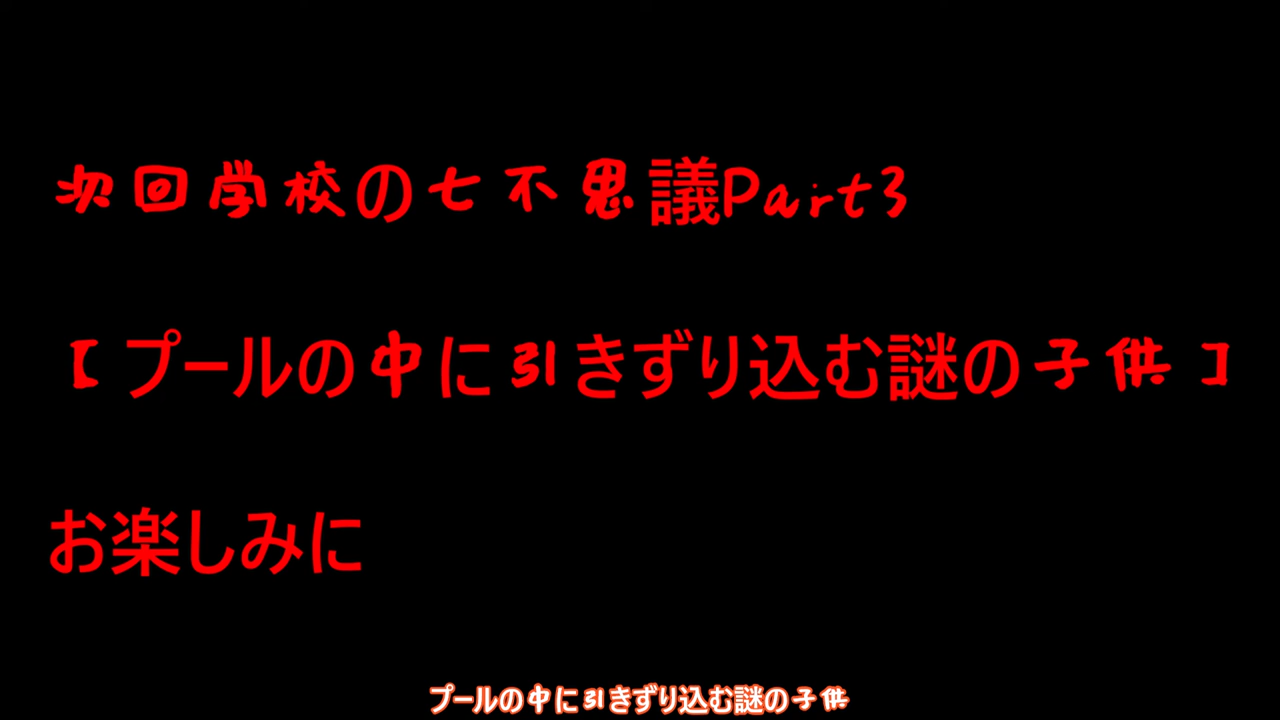 次回学校の七不思議Part3
【プールの中に引きずり込む謎の子供】
お楽しみに
プールの中に引きずり込む謎の子供